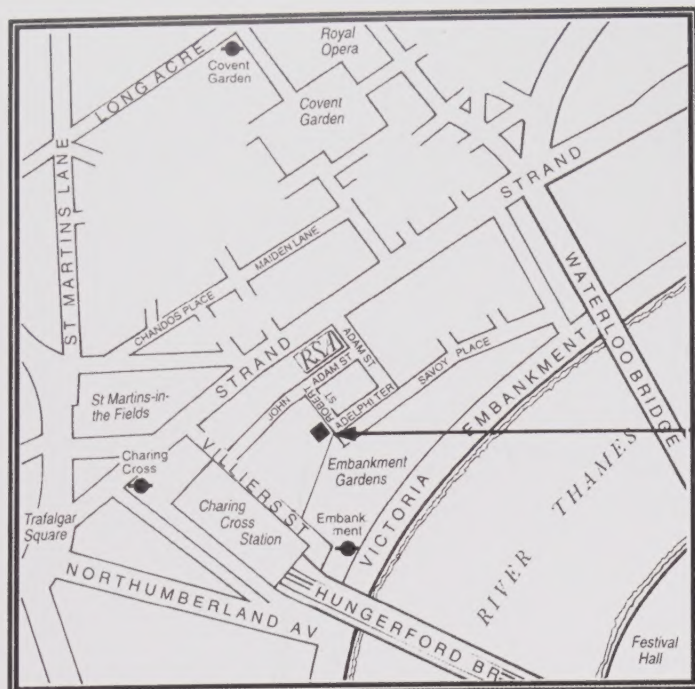 Royal
Opera
Covent
Garden
LONG ACRE
Covent
Garden
ST MARTINS LANE
STRAND
MAIDEN LANE
CHANDOS PLACE
WATERLOO BRIDGE
RSA
ADAM ST
ADAM ST
STRAND
SAVOY PLACE
JOHN
ROBERT
ST
ADELPHI TER
St Martins-in-
the Fields
VICTORIA EMBANKMENT
VILLIERS ST
Charing
Cross
Embankment
Gardens
Charing
Cross
Station
Embank
ment
Trafalgar
Square
RIVER THAMES
NORTHUMBERLAND AV
HUNGERFORD BR
Festival
Hall